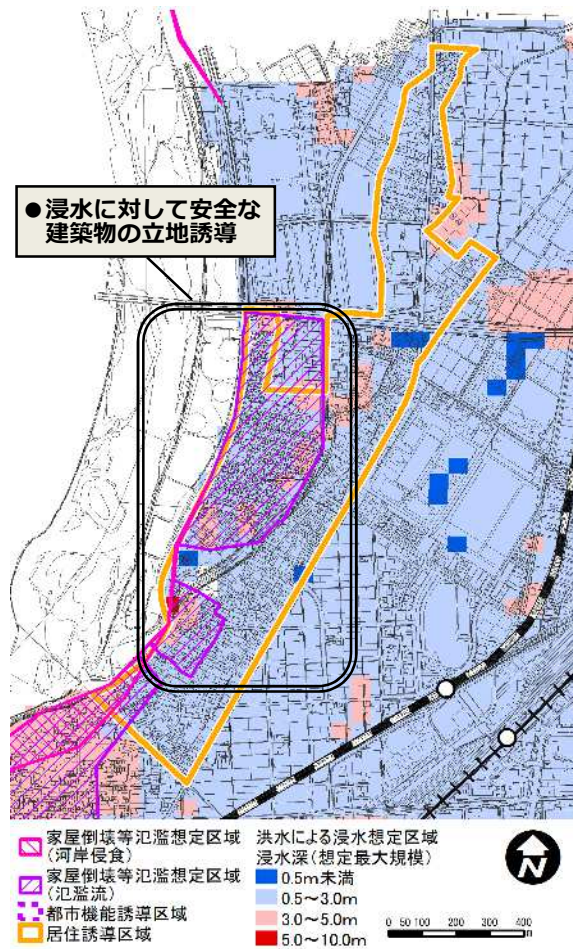 ●浸水に対して安全な
建築物の立地誘導
家屋倒壊等氾濫想定区域
(河岸侵食)
家屋倒壊等氾濫想定区域
(氾濫流)
都市機能誘導区域
居住誘導区域
洪水による浸水想定区域
浸水深(想定最大規模)
0.5m未満
0.5～3.0m
3.0～5.0m
5.0～10.0m
N
0 50 100 200 300 400
m